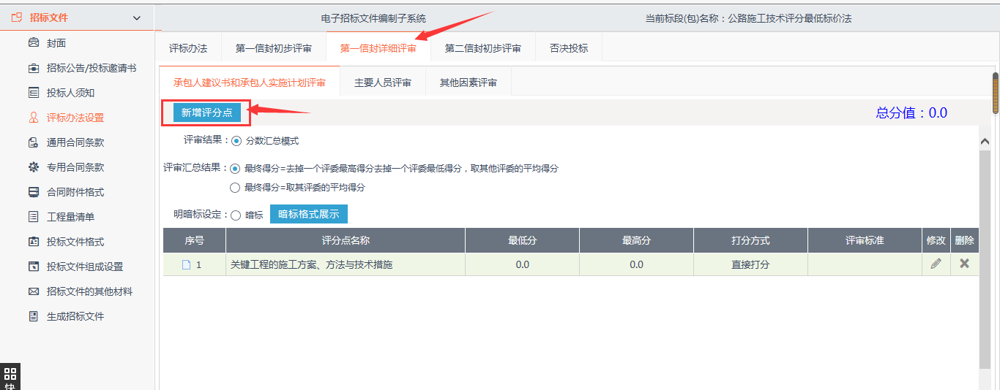 招标文件
电子招标文件编制子系统
当前标段(包)名称：公路施工技术评分最低标价法
封面
招标公告/投标邀请书
投标人须知
评标办法设置
通用合同条款
专用合同条款
合同附件格式
工程量清单
投标文件格式
投标文件组成设置
招标文件的其他材料
生成招标文件
快
评标办法 第一信封初步评审 第一信封详细评审 第二信封初步评审 否决投标
承包人建议书和承包人实施计划评审 主要人员评审 其他因素评审
新增评分点
总分值：0.0
评审结果： 分数汇总模式
评审汇总结果： 最终得分=去掉一个评委最高得分去掉一个评委最低得分，取其他评委的平均得分
最终得分=取其评委的平均得分
明暗标设定： 暗标 暗标格式展示
序号 评分点名称 最低分 最高分 打分方式 评审标准 修改 删除
1 关键工程的施工方案、方法与技术措施 0.0 0.0 直接打分